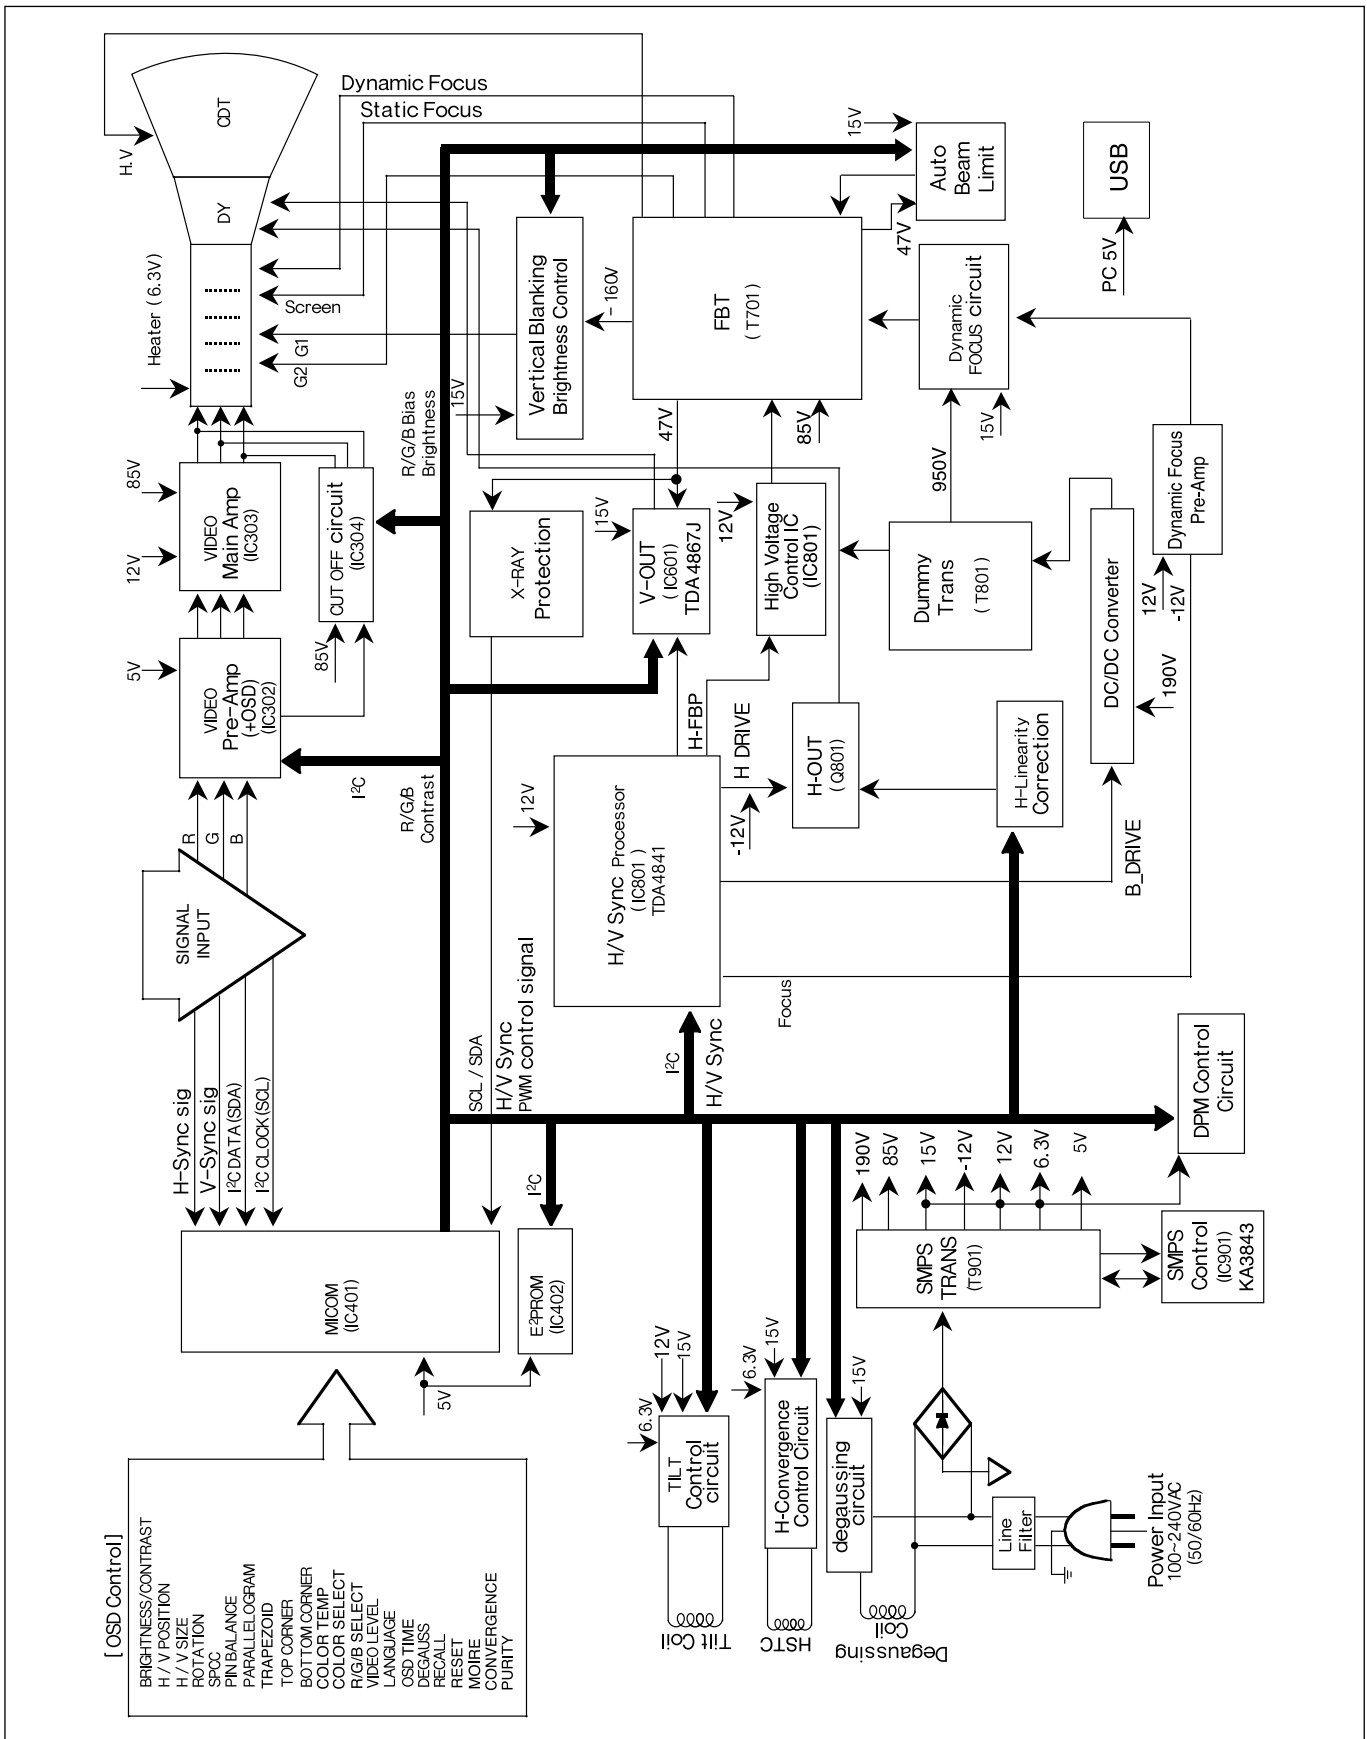 [ OSD Control]
BRIGHTNESS/CONTRAST
H / V POSITION
H / V SIZE
ROTATION
SPCC
PIN BALANCE
PARALLELOGRAM
TRAPEZOID
TOP CORNER
BOTTOM CORNER
COLOR TEMP
COLOR SELECT
R/G/B SELECT
VIDEO LEVEL
LANGUAGE
OSD TIME
DEGAUSS
RECALL
RESET
MOIRE
CONVERGENCE
PURITY
MICOM
(IC401)
5V
E²PROM
(IC402)
I²C
H-Sync sig
V-Sync sig
I²C DATA (SDA)
I²C CLOCK (SCL)
SIGNAL
INPUT
R
G
B
5V
VIDEO
Pre-Amp
(+OSD)
(IC302)
I²C
12V
85V
VIDEO
Main Amp
(IC303)
85V
CUT OFF circuit
(IC304)
Heater ( 6.3V)
G2
G1
Screen
DY
CDT
H.V
Dynamic Focus
Static Focus
R/G/B
Contrast
R/G/B Bias
Brightness
SCL / SDA
H/V Sync
PWM control signal
X-RAY
Protection
15V
Vertical Blanking
Brightness Control
- 160V
15V
V-OUT
( IC601)
TDA 4867J
47V
12V
H/V Sync Processor
( IC801 )
TDA4841
I²C
H/V Sync
H-FBP
H DRIVE
-12V
H-OUT
(Q801)
12V
High Voltage
Control IC
(IC801)
85V
FBT
( T701)
15V
Auto
Beam
Limit
47V
Dynamic
FOCUS circuit
15V
950V
Dummy
Trans
( T801)
H-Linearity
Correction
DC/DC Converter
190V
B_DRIVE
Focus
Dynamic Focus
Pre-Amp
12V
-12V
USB
PC 5V
6.3V
12V
15V
TILT
Control
circuit
Tilt Coil
6.3V
15V
H-Convergence
Control Circuit
HSTC
15V
degaussing
circuit
Degaussing
Coil
190V
85V
15V
-12V
12V
6.3V
5V
SMPS
TRANS
(T901)
SMPS
Control
(IC901)
KA3843
DPM Control
Circuit
Line
Filter
Power Input
100~240VAC
(50/60Hz)